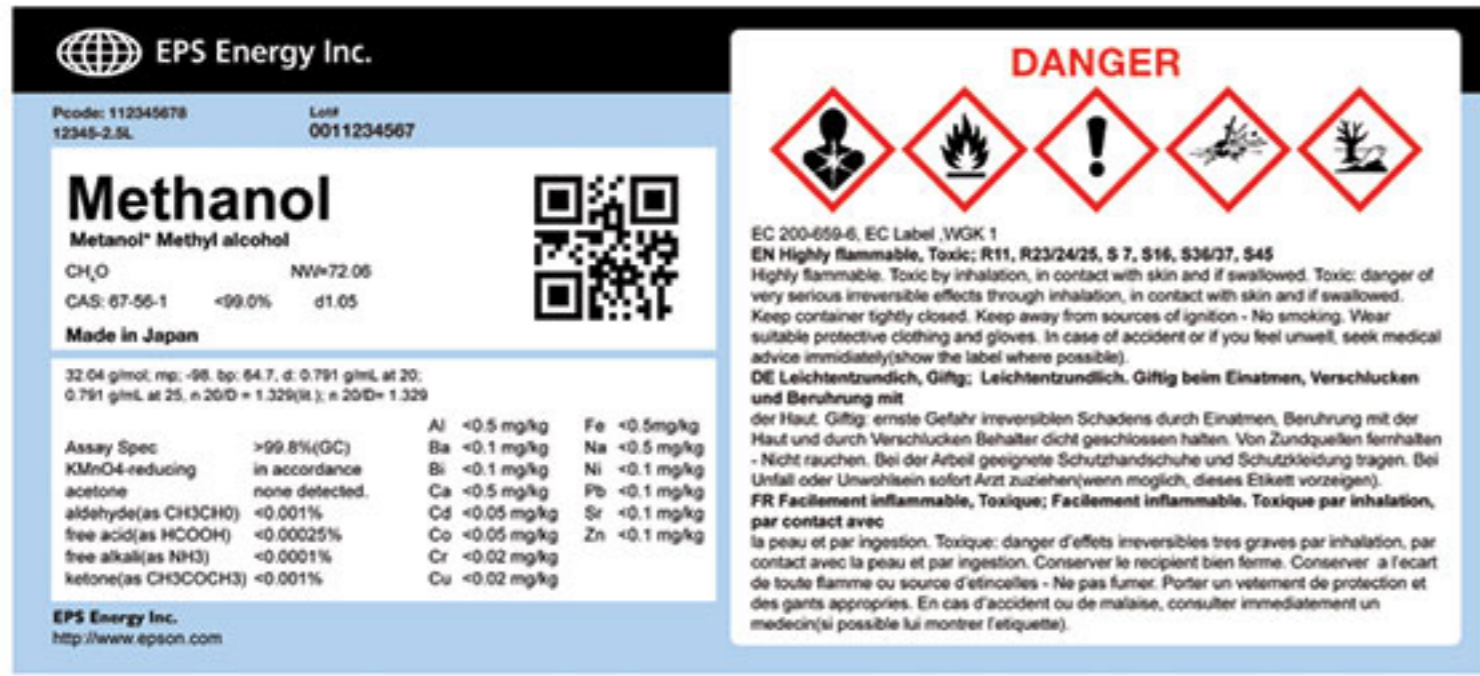 EPS Energy Inc.
Pcode: 112345678
12345-2.5L
Lot#
0011234567
Methanol
Metanol* Methyl alcohol
CH₄O NW=72.06
CAS: 67-56-1 <99.0% d1.05
Made in Japan
32.04 g/mol; mp; -98. bp: 64.7, d: 0.791 g/mL at 20;
0.791 g/mL at 25, n 20/D = 1.329(lit.); n 20/D= 1.329
Assay Spec >99.8%(GC)
KMnO4-reducing in accordance
acetone none detected.
aldehyde(as CH3CH0) <0.001%
free acid(as HCOOH) <0.00025%
free alkali(as NH3) <0.0001%
ketone(as CH3COCH3) <0.001%
Al <0.5 mg/kg Fe <0.5mg/kg
Ba <0.1 mg/kg Na <0.5 mg/kg
Bi <0.1 mg/kg Ni <0.1 mg/kg
Ca <0.5 mg/kg Pb <0.1 mg/kg
Cd <0.05 mg/kg Sr <0.1 mg/kg
Co <0.05 mg/kg Zn <0.1 mg/kg
Cr <0.02 mg/kg
Cu <0.02 mg/kg
EPS Energy Inc.
http://www.epson.com
DANGER
EC 200-659-6, EC Label ,WGK 1
EN Highly flammable, Toxic; R11, R23/24/25, S 7, S16, S36/37, S45
Highly flammable. Toxic by inhalation, in contact with skin and if swallowed. Toxic: danger of
very serious irreversible effects through inhalation, in contact with skin and if swallowed.
Keep container tightly closed. Keep away from sources of ignition - No smoking. Wear
suitable protective clothing and gloves. In case of accident or if you feel unwell, seek medical
advice immidiately(show the label where possible).
DE Leichtentzundich, Giftg; Leichtentzundlich. Giftig beim Einatmen, Verschlucken
und Beruhrung mit
der Haut. Giftig: ernste Gefahr irreversiblen Schadens durch Einatmen, Beruhrung mit der
Haut und durch Verschlucken Behalter dicht geschlossen halten. Von Zundquellen fernhalten
- Nicht rauchen. Bei der Arbeil geeignete Schutzhandschuhe und Schutzkleidung tragen. Bei
Unfall oder Unwohlsein sofort Arzt zuziehen(wenn moglich, dieses Etikett vorzeigen).
FR Facilement inflammable, Toxique; Facilement inflammable. Toxique par inhalation,
par contact avec
la peau et par ingestion. Toxique: danger d'effets irreversibles tres graves par inhalation, par
contact avec la peau et par ingestion. Conserver le recipient bien ferme. Conserver a l'ecart
de toute flamme ou source d'etincelles - Ne pas fumer. Porter un vetement de protection et
des gants appropries. En cas d'accident ou de malaise, consulter immediatement un
medecin(si possible lui montrer l'etiquette).